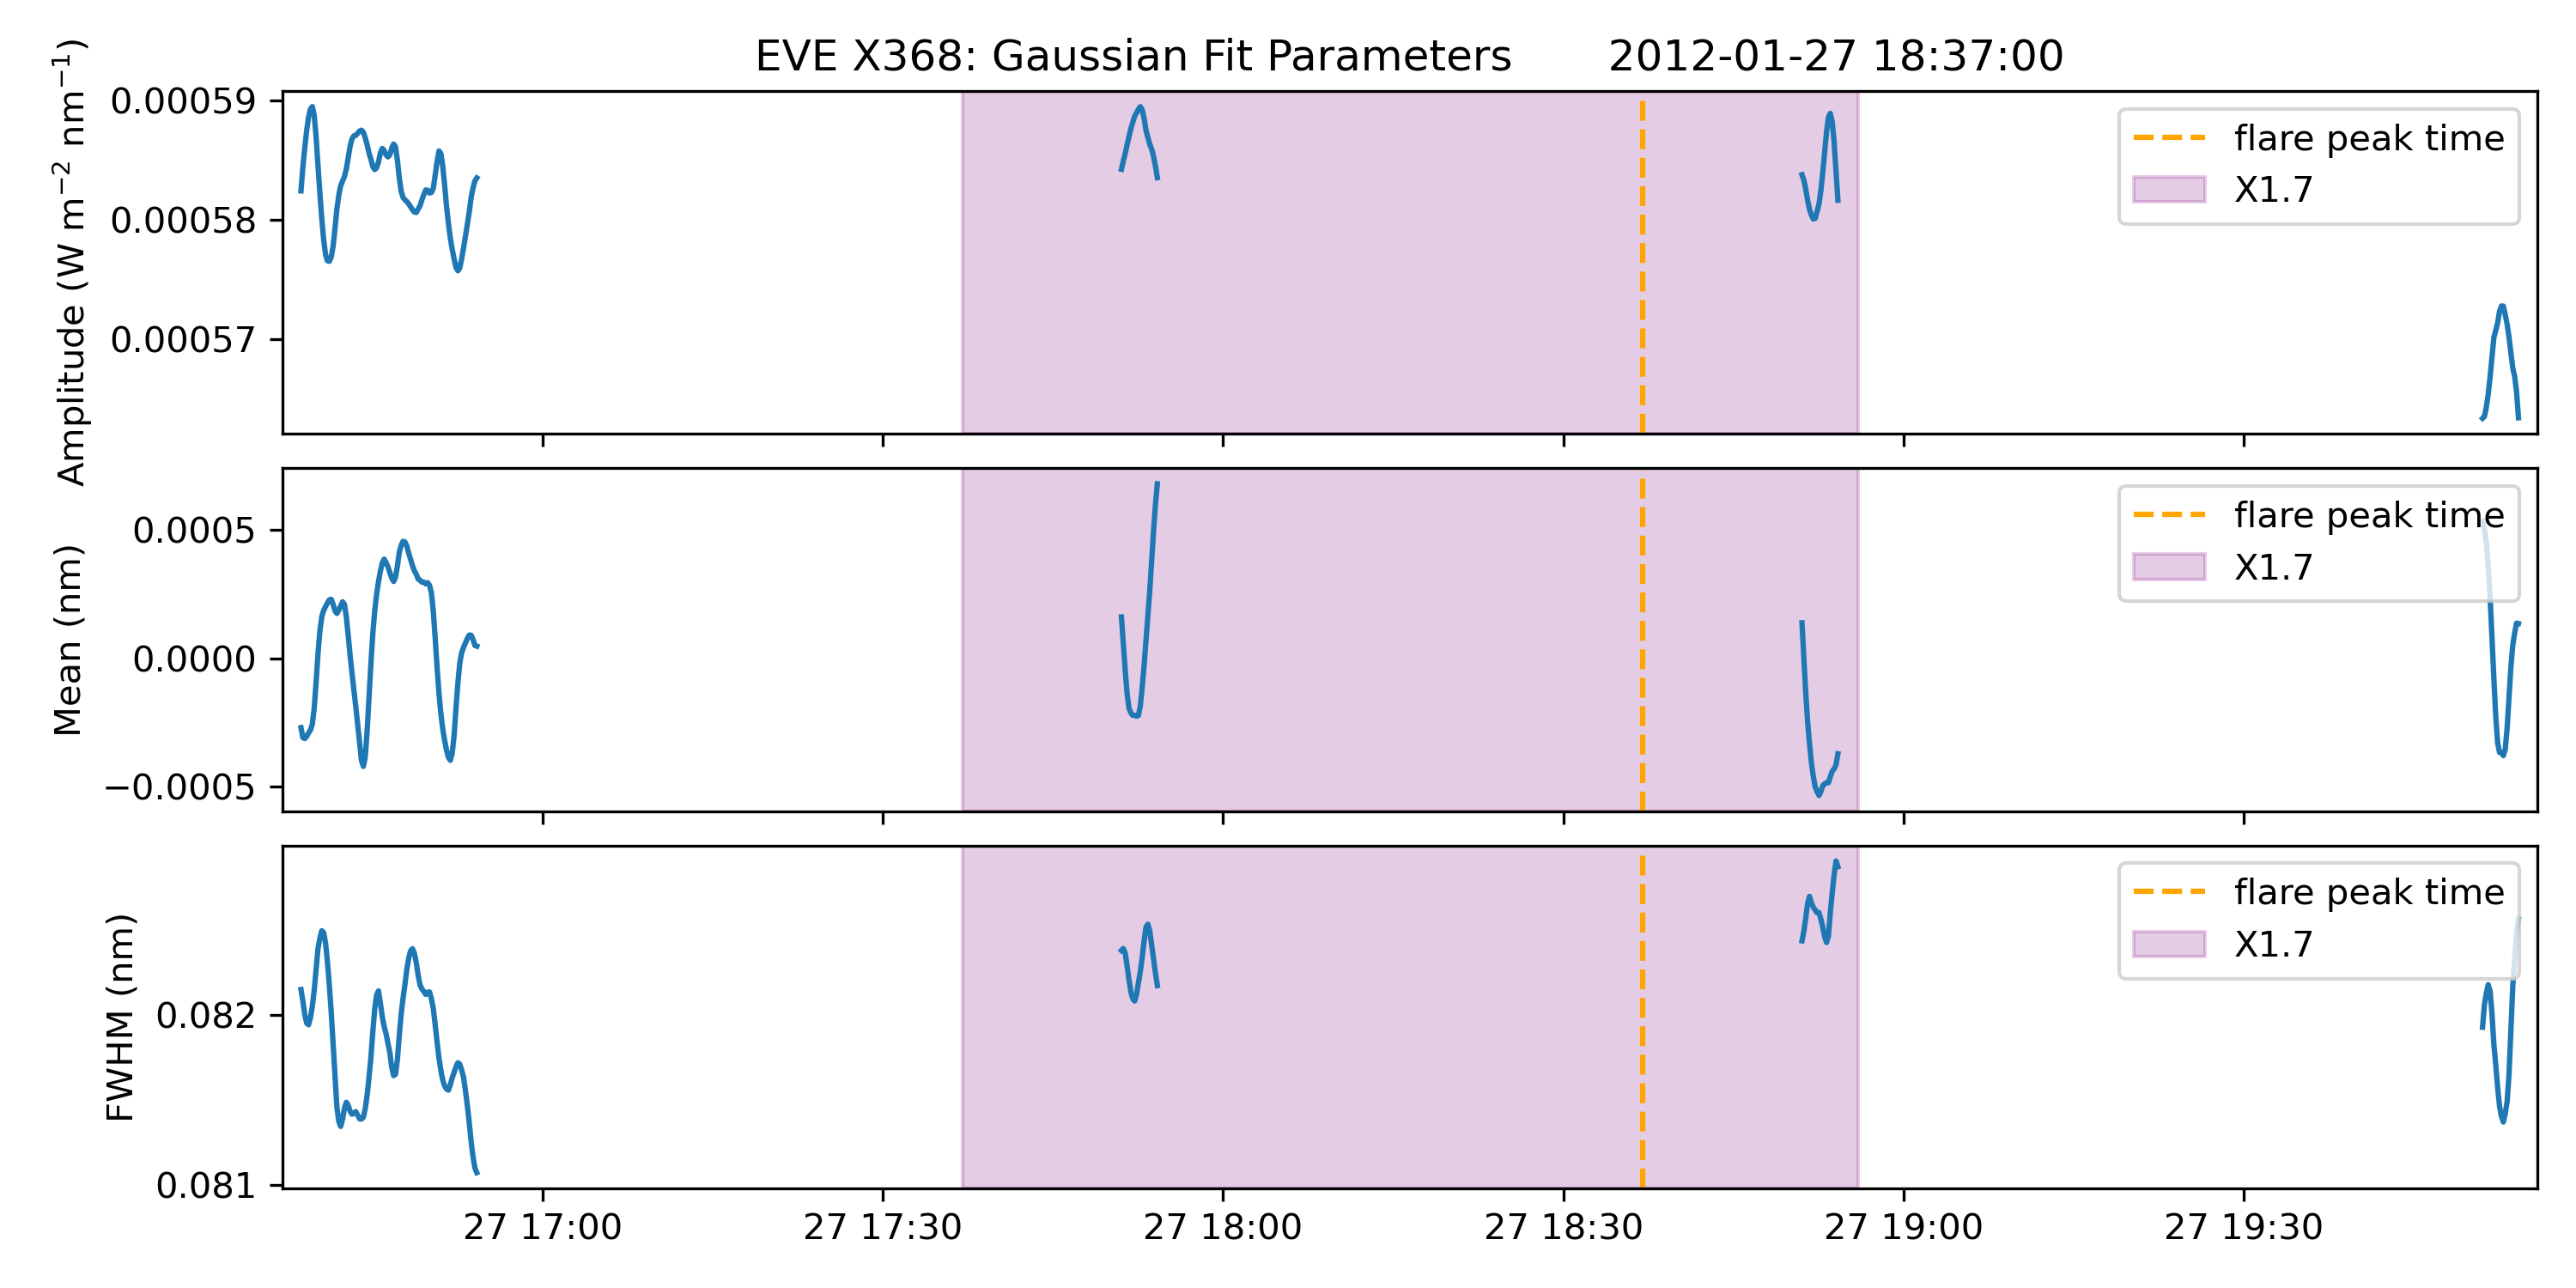 EVE X368: Gaussian Fit Parameters 2012-01-27 18:37:00
Amplitude (W m⁻² nm⁻¹)
0.00059
0.00058
0.00057
flare peak time
X1.7
Mean (nm)
0.0005
0.0000
−0.0005
flare peak time
X1.7
FWHM (nm)
0.082
0.081
flare peak time
X1.7
27 17:00 27 17:30 27 18:00 27 18:30 27 19:00 27 19:30